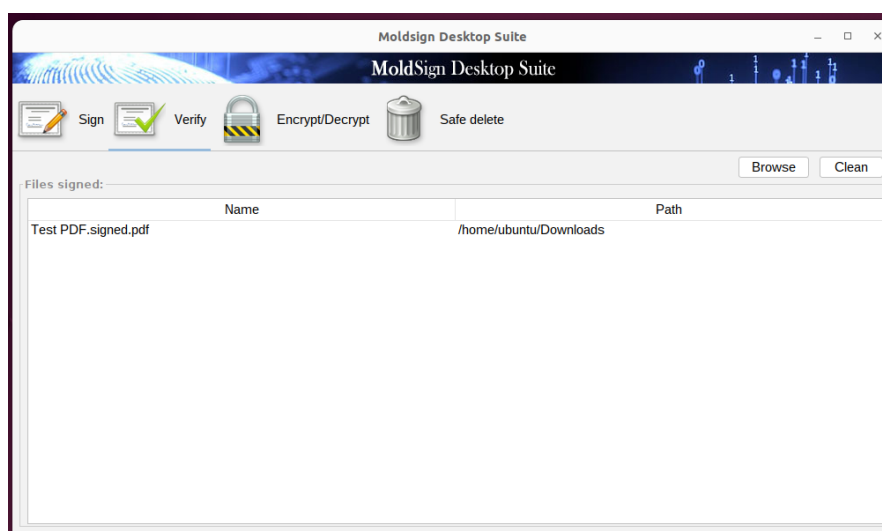 Moldsign Desktop Suite
MoldSign Desktop Suite
Sign Verify Encrypt/Decrypt Safe delete
Browse Clean
Files signed:
Name Path
Test PDF.signed.pdf /home/ubuntu/Downloads